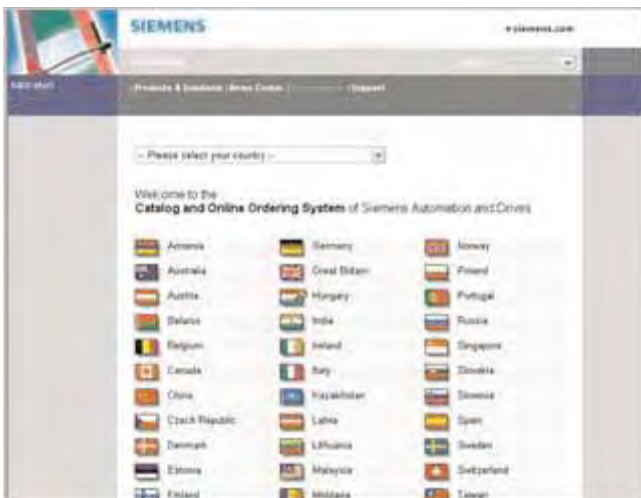 SIEMENS
e-siemens.com
Products & Solutions
Support
-- Please select your country --
Welcome to the
Catalog and Online Ordering System of Siemens Automation and Drives
Armenia Germany Norway
Australia Great Britain Poland
Austria Hungary Portugal
Belarus India Russia
Belgium Ireland Singapore
Canada Italy Slovakia
China Kazakhstan Slovenia
Czech Republic Latvia Spain
Denmark Lithuania Sweden
Estonia Malaysia Switzerland
Finland Moldova Taiwan